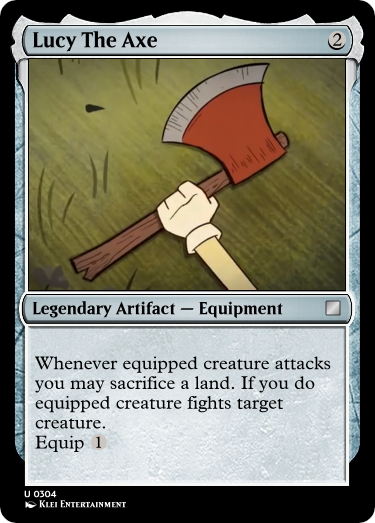 Lucy The Axe 2
Legendary Artifact — Equipment
Whenever equipped creature attacks
you may sacrifice a land. If you do
equipped creature fights target
creature.
Equip 1
U 0304
Klei Entertainment